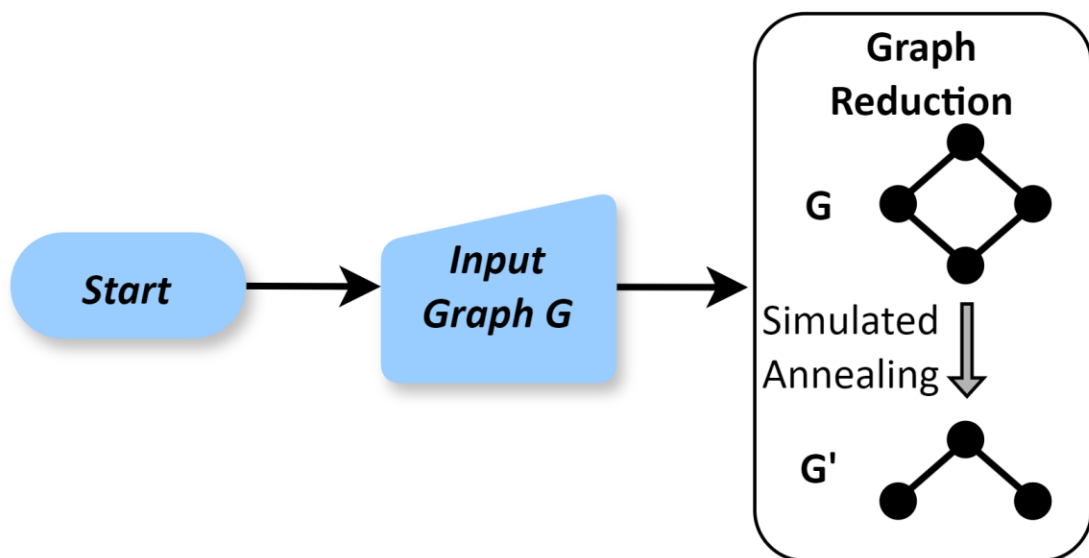 Start
Input
Graph G
Graph
Reduction
G
Simulated
Annealing
G'